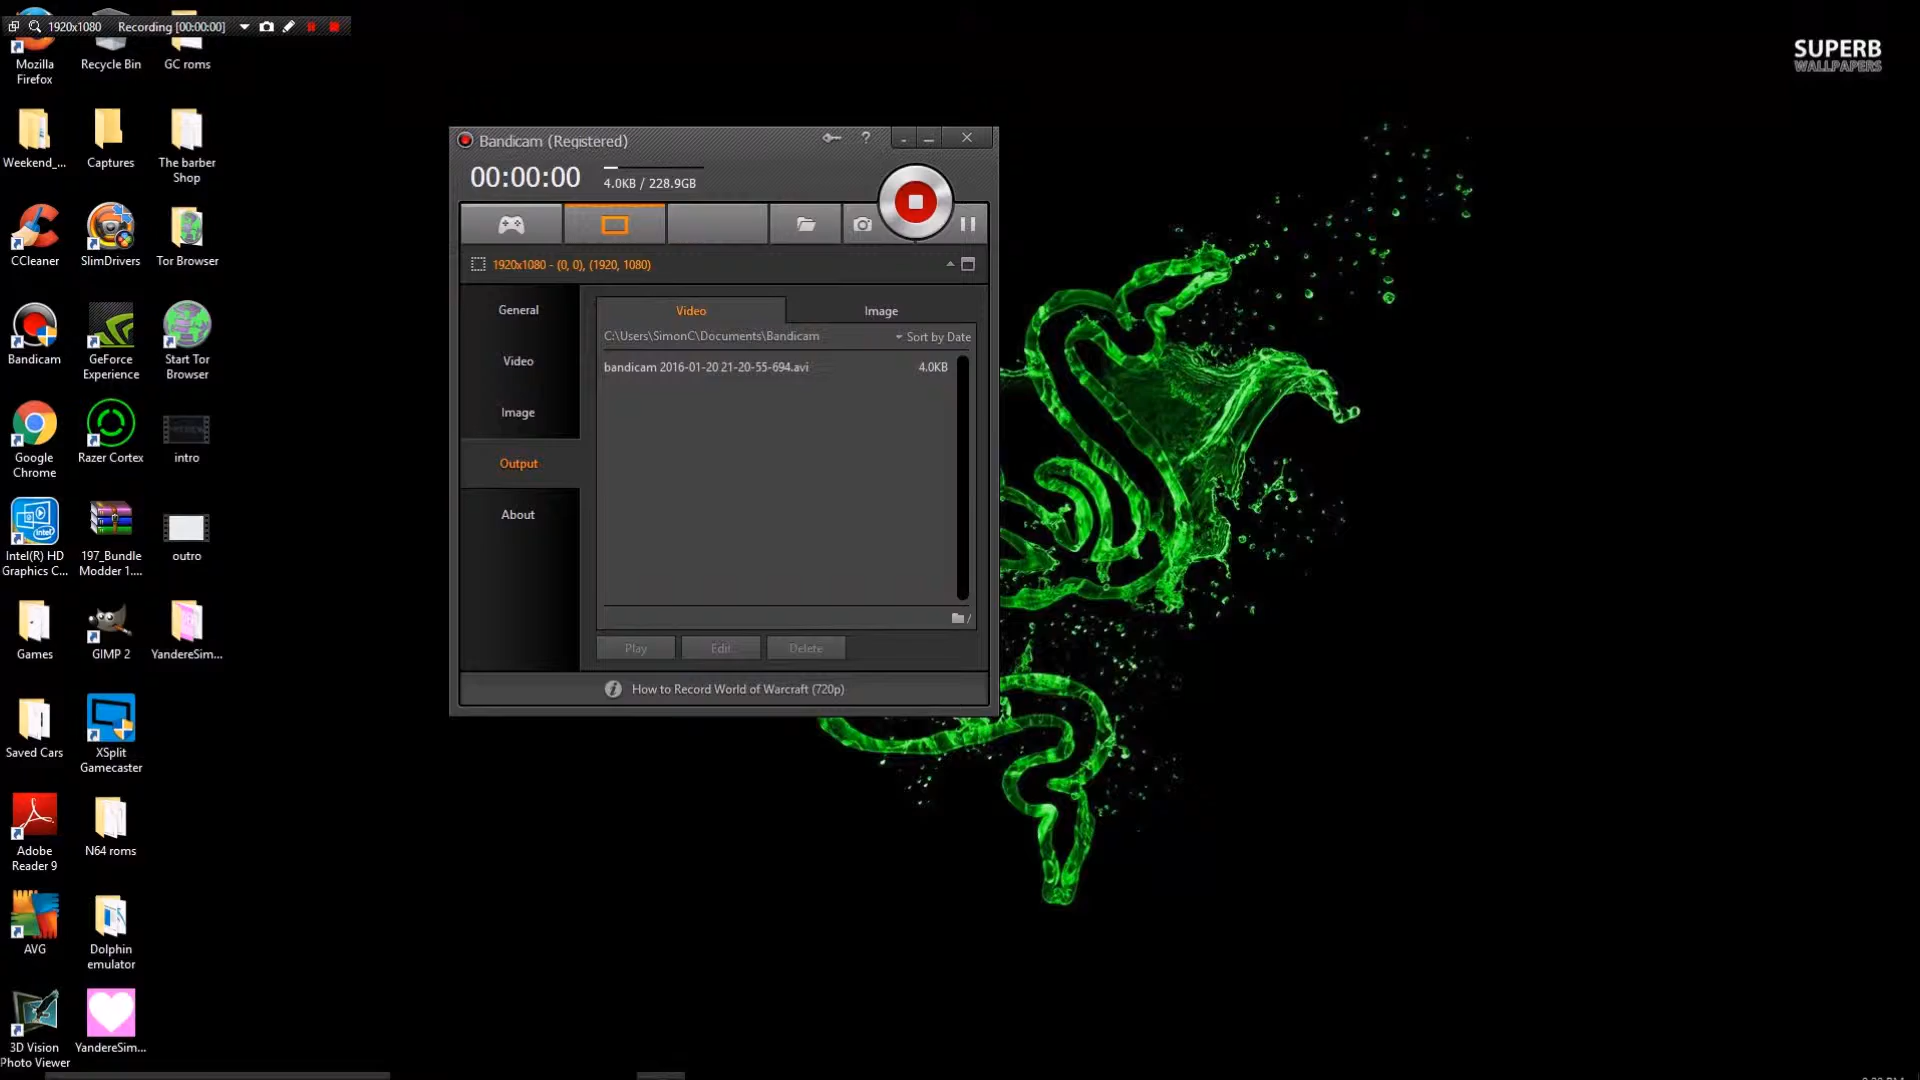 1920x1080 Recording [00:00:00]
Mozilla Firefox
Recycle Bin
GC roms
SUPERB
WALLPAPERS
Weekend_...
Captures
The barber Shop
CCleaner
SlimDrivers
Tor Browser
Bandicam
GeForce Experience
Start Tor Browser
Google Chrome
Razer Cortex
intro
Intel(R) HD Graphics C...
197_Bundle Modder 1....
outro
Games
GIMP 2
YandereSim...
Saved Cars
XSplit Gamecaster
Adobe Reader 9
N64 roms
AVG
Dolphin emulator
3D Vision Photo Viewer
YandereSim...
Bandicam (Registered)
?
00:00:00
4.0KB / 228.9GB
1920x1080 - (0, 0), (1920, 1080)
General
Video
Image
Output
About
Video
Image
C:\Users\SimonC\Documents\Bandicam
Sort by Date
bandicam 2016-01-20 21-20-55-694.avi
4.0KB
/
Play
Edit...
Delete
How to Record World of Warcraft (720p)